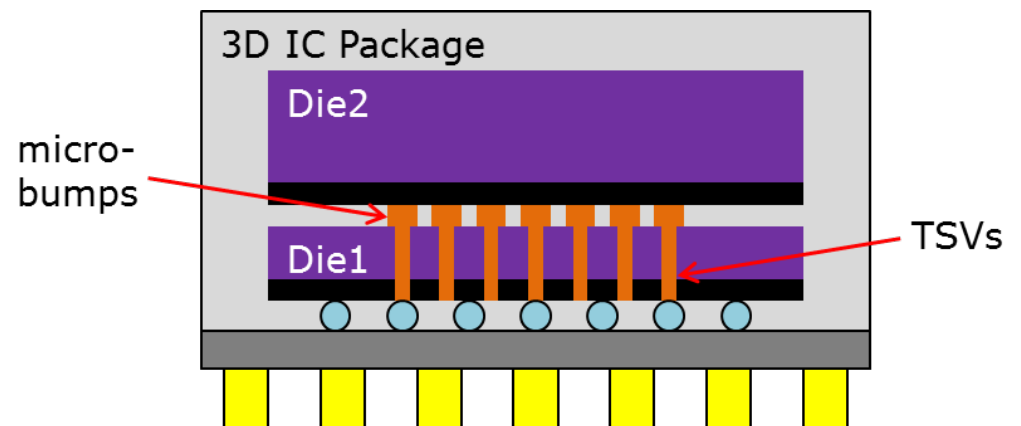 3D IC Package
Die2
micro-
bumps
TSVs
Die1